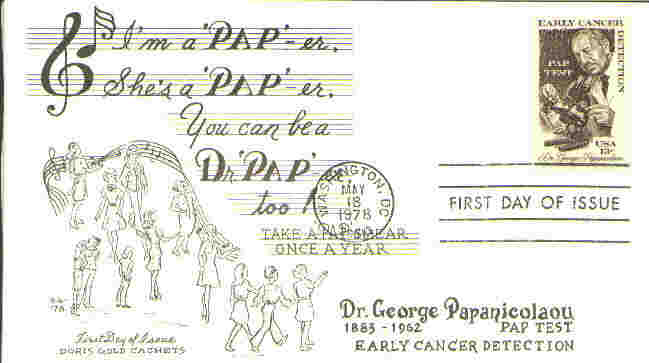 I'm a 'PAP'-er.
She's a 'PAP'-er.
You can be a
Dr. 'PAP'
too!
TAKE A PAP SMEAR
ONCE A YEAR
EARLY CANCER
DETECTION
PAP
TEST
USA
13c
Dr. George Papanicolaou
WASHINGTON, DC
MAY
18
1978
FIRST DAY OF ISSUE
First Day of Issue
DORIS GOLD CACHETS
Dr. George Papanicolaou
1883-1962 PAP TEST
EARLY CANCER DETECTION